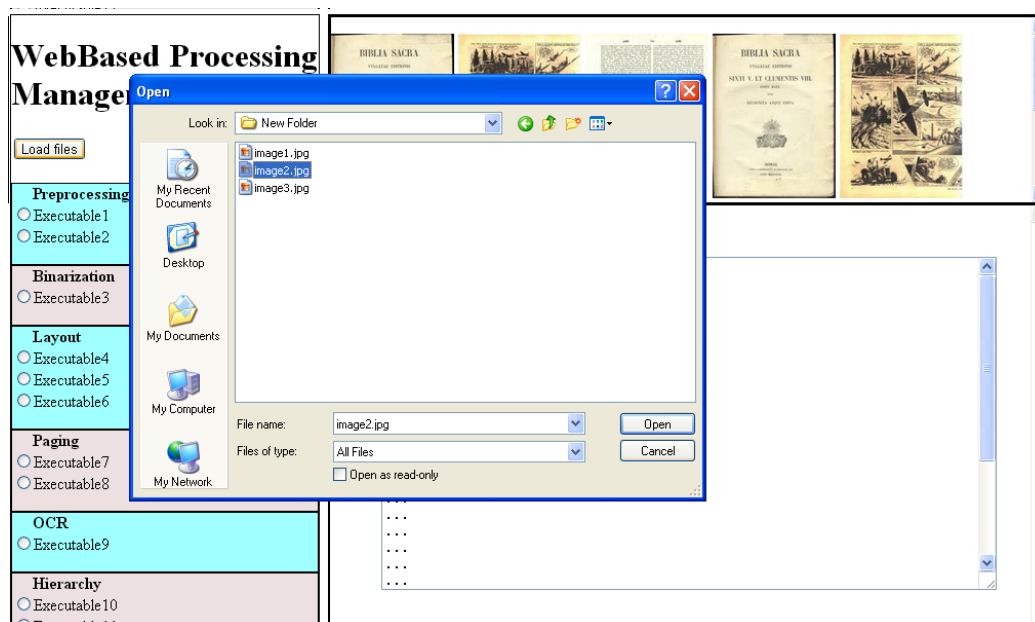 WebBased Processing
Manage
Load files
Preprocessing
Executable1
Executable2
Binarization
Executable3
Layout
Executable4
Executable5
Executable6
Paging
Executable7
Executable8
OCR
Executable9
Hierarchy
Executable10
BIBLIA SACRA
VULGATAE EDITIONIS
BIBLIA SACRA
VULGATAE EDITIONIS
SIXTI V. ET CLEMENTIS VIII.
Open
Look in:
New Folder
My Recent
Documents
Desktop
My Documents
My Computer
My Network
image1.jpg
image2.jpg
image3.jpg
File name:
image2.jpg
Open
Files of type:
All Files
Cancel
Open as read-only
...
...
...
...
...
...